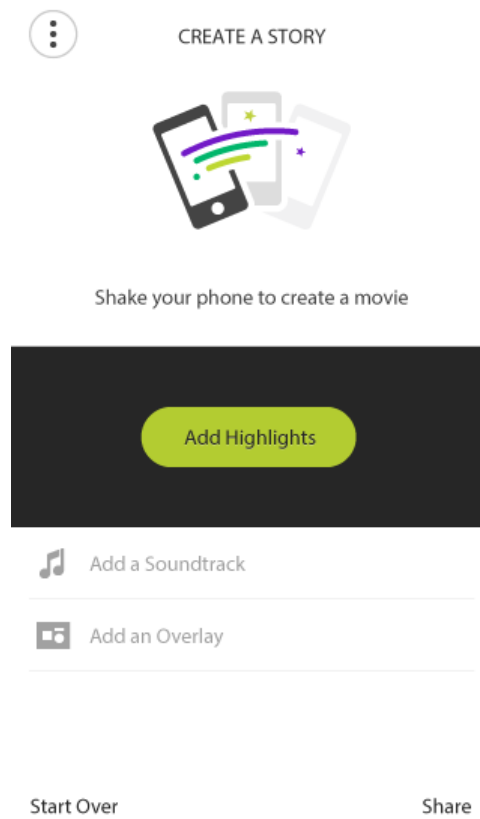 CREATE A STORY
Shake your phone to create a movie
Add Highlights
Add a Soundtrack
Add an Overlay
Start Over
Share